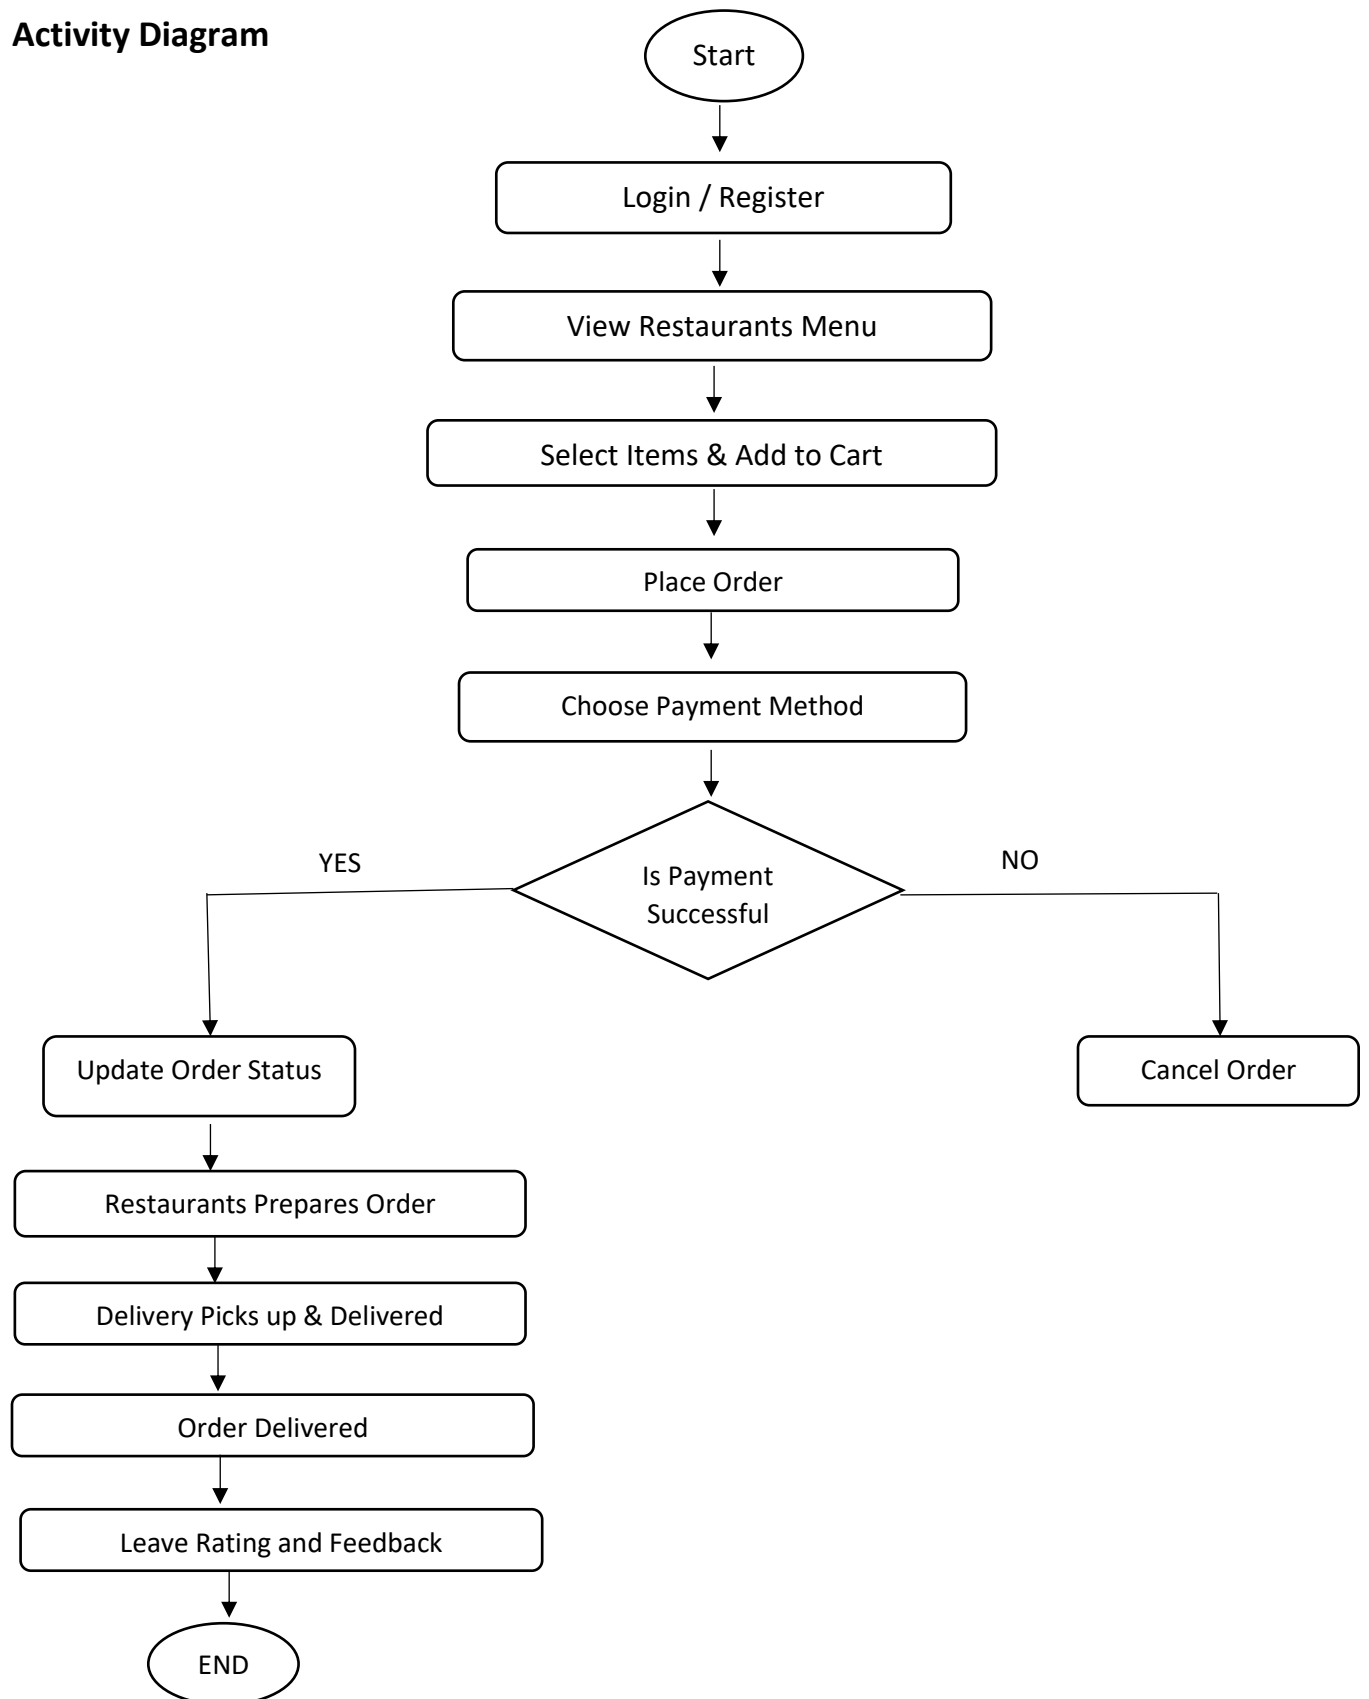 Activity Diagram
Start
Login / Register
View Restaurants Menu
Select Items & Add to Cart
Place Order
Choose Payment Method
Is Payment
Successful
YES
NO
Update Order Status
Cancel Order
Restaurants Prepares Order
Delivery Picks up & Delivered
Order Delivered
Leave Rating and Feedback
END